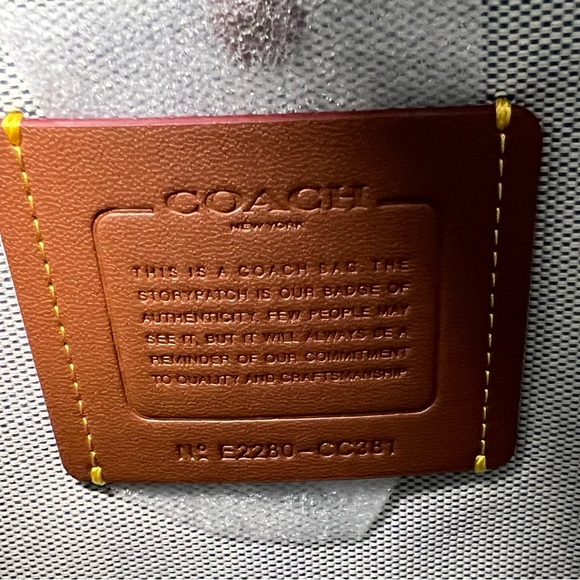 COACH
NEW YORK
THIS IS A COACH BAG. THE
STORYPATCH IS OUR BADGE OF
AUTHENTICITY. FEW PEOPLE MAY
SEE IT, BUT IT WILL ALWAYS BE A
REMINDER OF OUR COMMITMENT
TO QUALITY AND CRAFTSMANSHIP.
Nº E2280-CC381